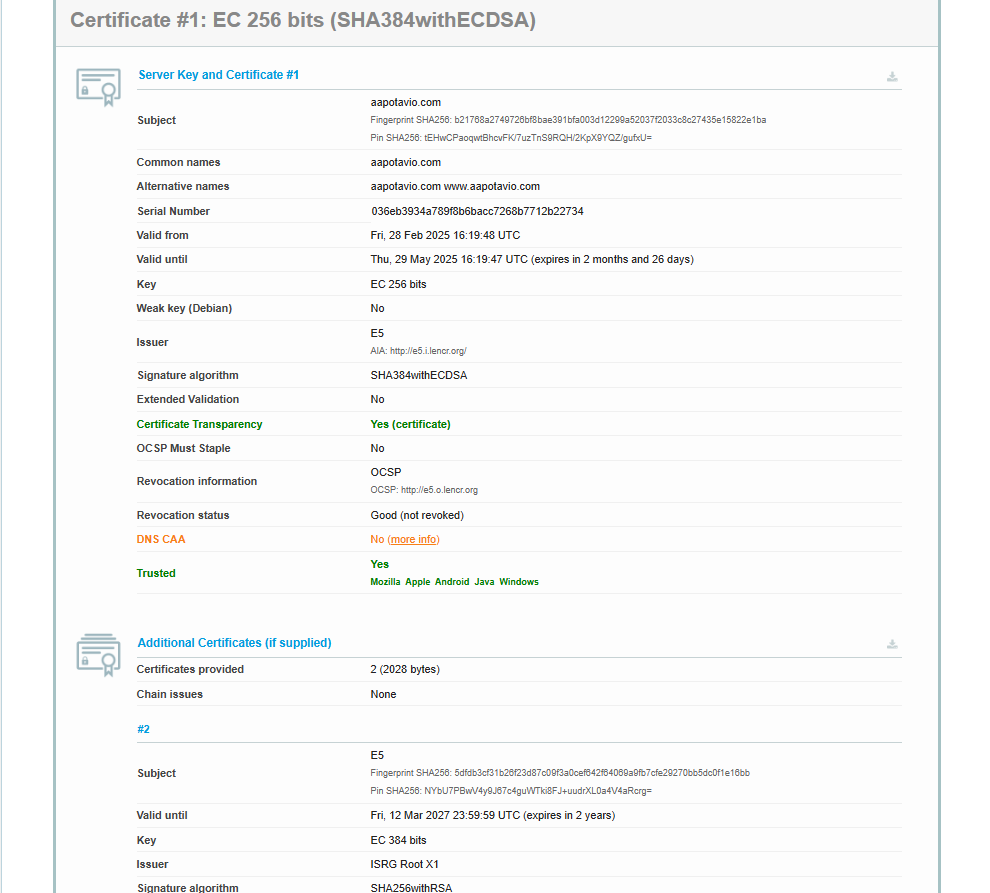 Certificate #1: EC 256 bits (SHA384withECDSA)
Server Key and Certificate #1
Subject
aapotavio.com
Fingerprint SHA256: b21768a2749726bf8bae391bfa003d12299a52037f2033c8c27435e15822e1ba
Pin SHA256: tEHwCPaoqwtBhcvFK/7uzTnS9RQH/2KpX9YQZ/gufxU=
Common names aapotavio.com
Alternative names aapotavio.com www.aapotavio.com
Serial Number 036eb3934a789f8b6bacc7268b7712b22734
Valid from Fri, 28 Feb 2025 16:19:48 UTC
Valid until Thu, 29 May 2025 16:19:47 UTC (expires in 2 months and 26 days)
Key EC 256 bits
Weak key (Debian) No
Issuer
E5
AIA: http://e5.i.lencr.org/
Signature algorithm SHA384withECDSA
Extended Validation No
Certificate Transparency Yes (certificate)
OCSP Must Staple No
Revocation information
OCSP
OCSP: http://e5.o.lencr.org
Revocation status Good (not revoked)
DNS CAA No (more info)
Trusted
Yes
Mozilla Apple Android Java Windows
Additional Certificates (if supplied)
Certificates provided 2 (2028 bytes)
Chain issues None
#2
Subject
E5
Fingerprint SHA256: 5dfdb3cf31b26f23d87c09f3a0cef642f64069a9fb7cfe29270bb5dc0f1e16bb
Pin SHA256: NYbU7PBwV4y9J67c4guWTki8FJ+uudrXL0a4V4aRcrg=
Valid until Fri, 12 Mar 2027 23:59:59 UTC (expires in 2 years)
Key EC 384 bits
Issuer ISRG Root X1
Signature algorithm SHA256withRSA